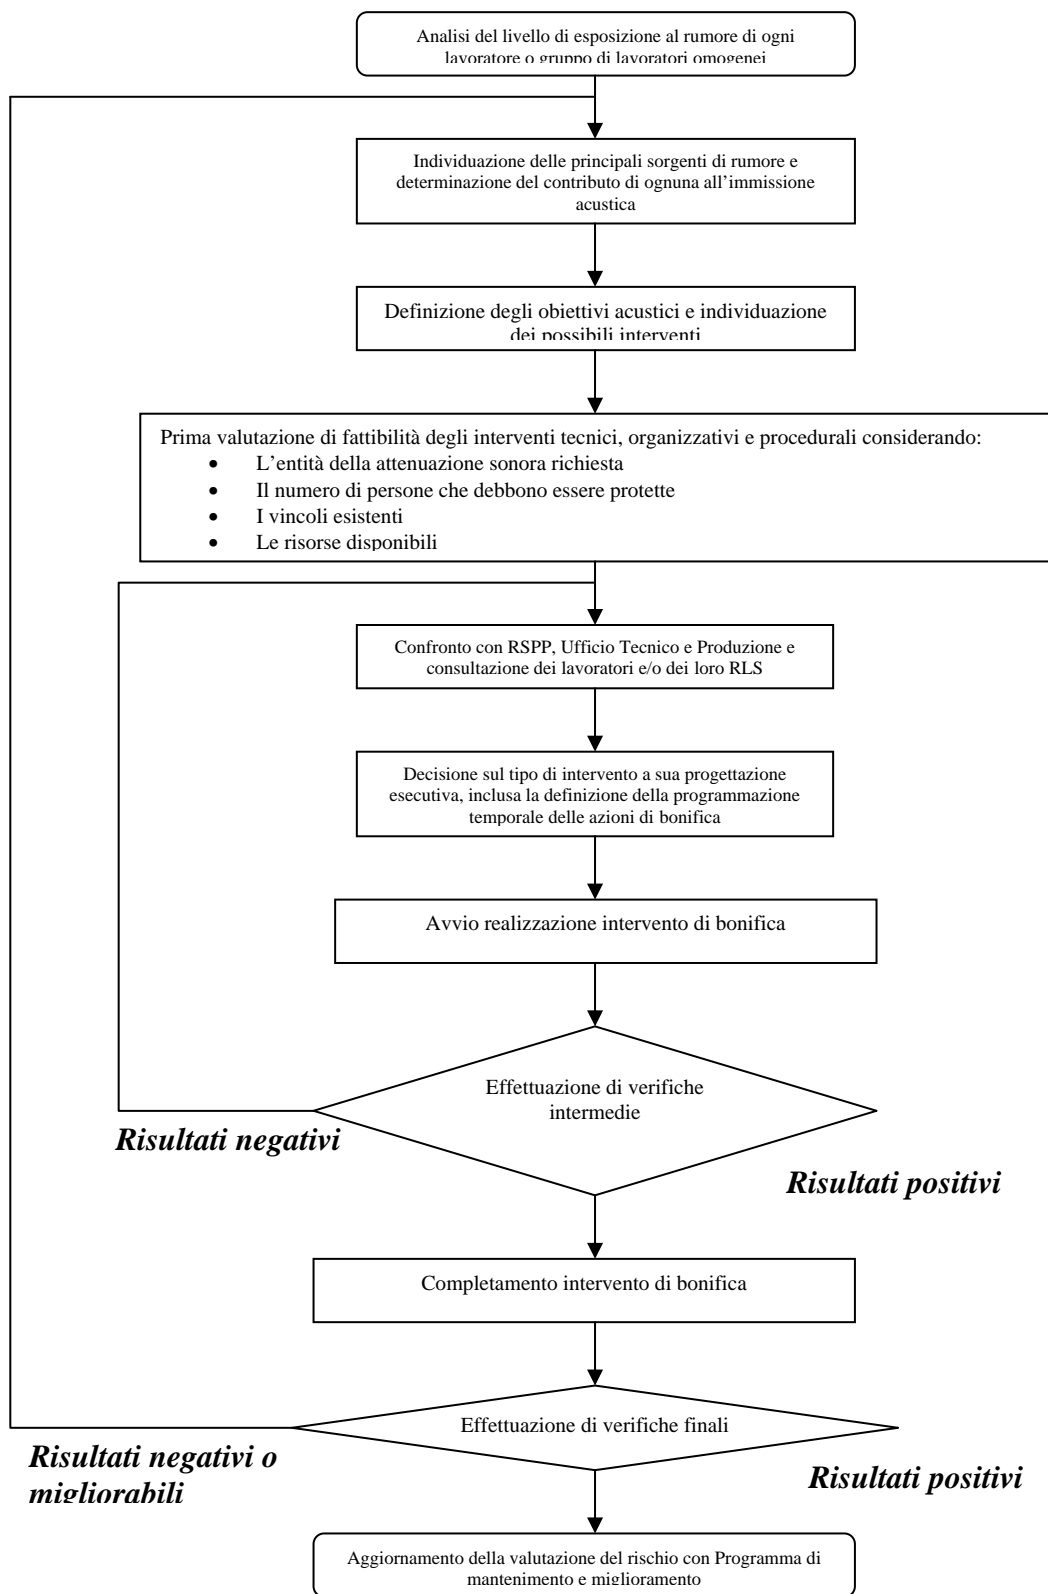 Analisi del livello di esposizione al rumore di ogni
lavoratore o gruppo di lavoratori omogenei
Individuazione delle principali sorgenti di rumore e
determinazione del contributo di ognuna all'immissione
acustica
Definizione degli obiettivi acustici e individuazione
dei possibili interventi
Prima valutazione di fattibilità degli interventi tecnici, organizzativi e procedurali considerando:
• L'entità della attenuazione sonora richiesta
• Il numero di persone che debbono essere protette
• I vincoli esistenti
• Le risorse disponibili
Confronto con RSPP, Ufficio Tecnico e Produzione e
consultazione dei lavoratori e/o dei loro RLS
Decisione sul tipo di intervento a sua progettazione
esecutiva, inclusa la definizione della programmazione
temporale delle azioni di bonifica
Avvio realizzazione intervento di bonifica
Effettuazione di verifiche
intermedie
Risultati negativi
Risultati positivi
Completamento intervento di bonifica
Effettuazione di verifiche finali
Risultati negativi o
migliorabili
Risultati positivi
Aggiornamento della valutazione del rischio con Programma di
mantenimento e miglioramento